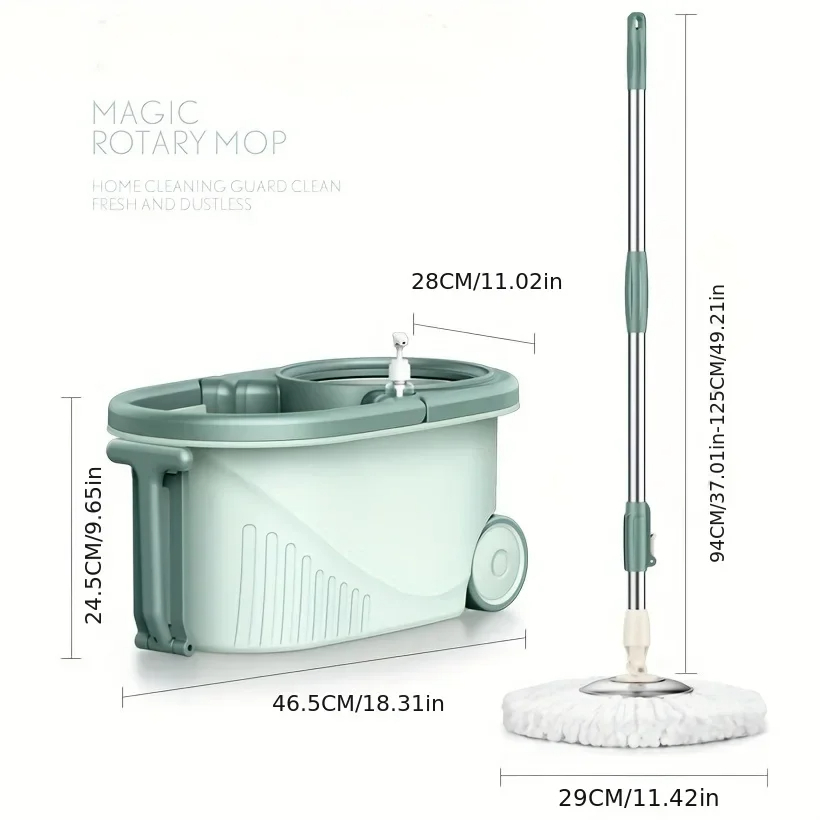 MAGIC
ROTARY MOP
HOME CLEANING GUARD CLEAN
FRESH AND DUSTLESS
28CM/11.02in
94CM/37.01in-125CM/49.21in
24.5CM/9.65in
46.5CM/18.31in
29CM/11.42in